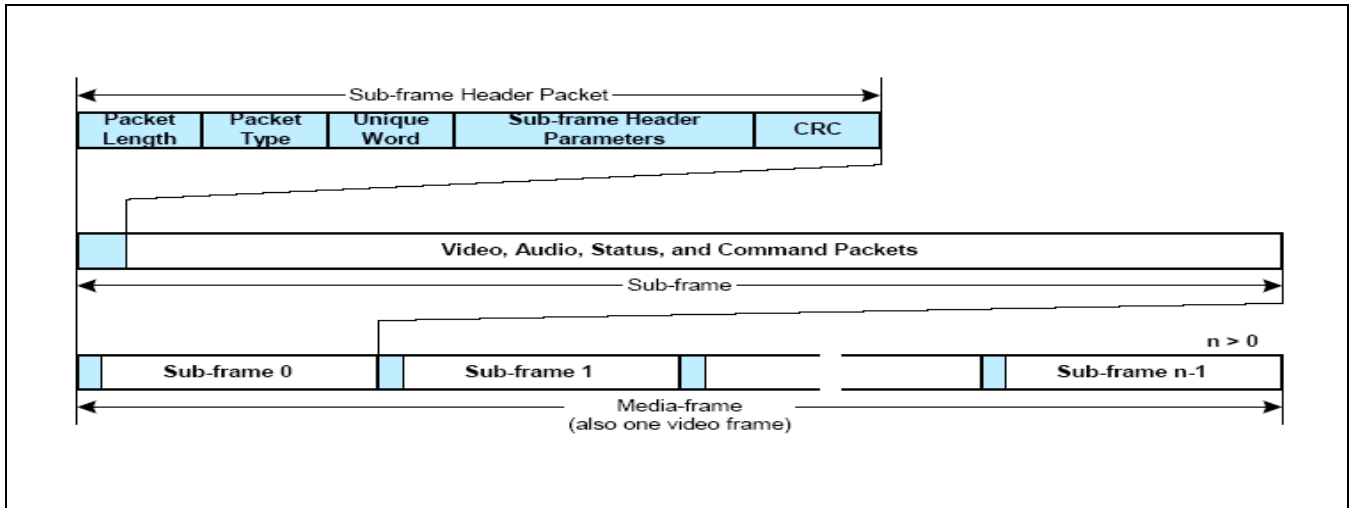 Sub-frame Header Packet
Packet Length
Packet Type
Unique Word
Sub-frame Header Parameters
CRC
Video, Audio, Status, and Command Packets
Sub-frame
n > 0
Sub-frame 0
Sub-frame 1
Sub-frame n-1
Media-frame
(also one video frame)